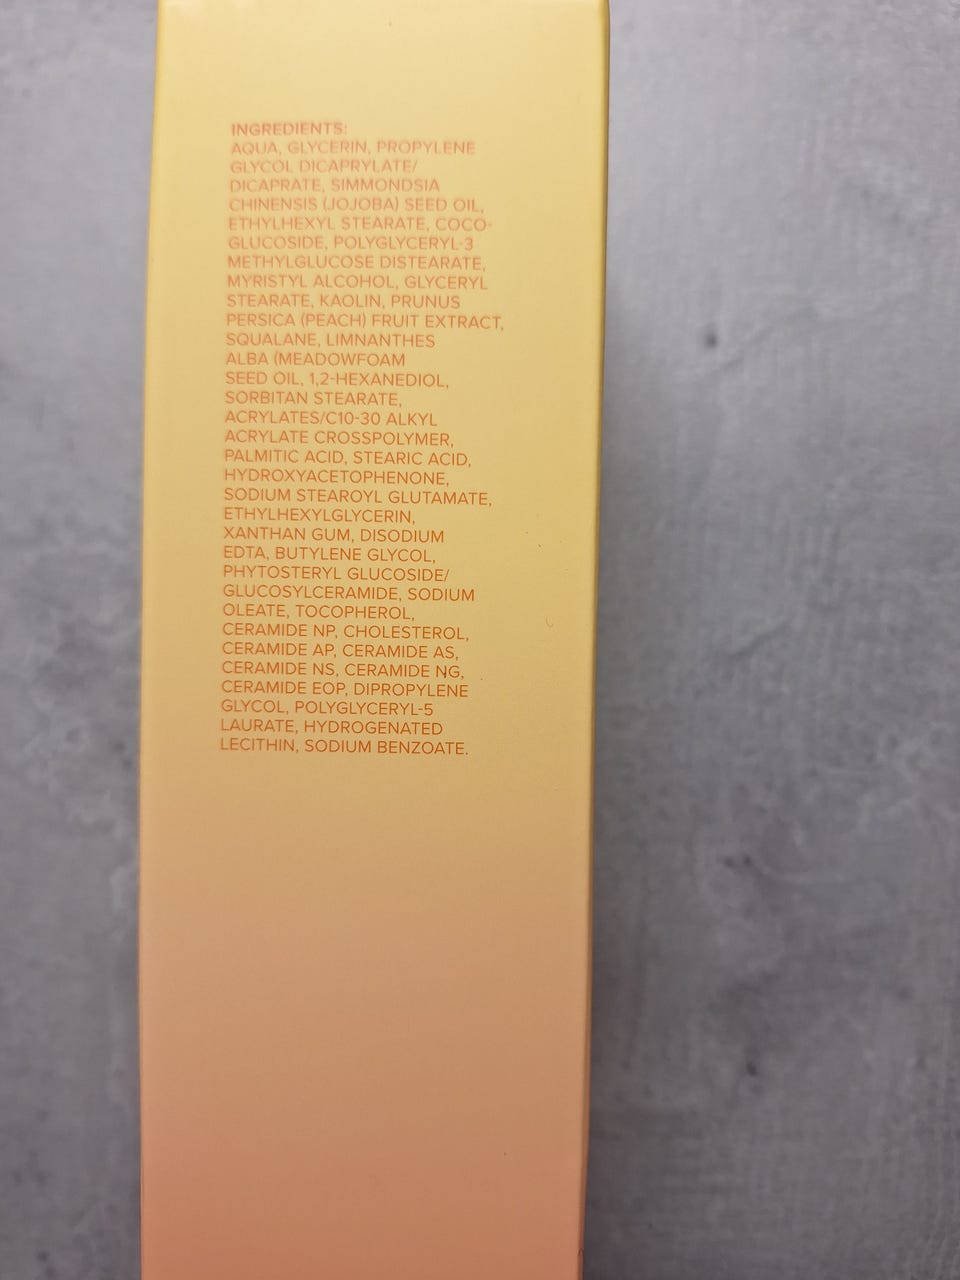 INGREDIENTS:
AQUA, GLYCERIN, PROPYLENE
GLYCOL DICAPRYLATE/
DICAPRATE, SIMMONDSIA
CHINENSIS (JOJOBA) SEED OIL,
ETHYLHEXYL STEARATE, COCO-
GLUCOSIDE, POLYGLYCERYL-3
METHYLGLUCOSE DISTEARATE,
MYRISTYL ALCOHOL, GLYCERYL
STEARATE, KAOLIN, PRUNUS
PERSICA (PEACH) FRUIT EXTRACT,
SQUALANE, LIMNANTHES
ALBA (MEADOWFOAM
SEED OIL, 1,2-HEXANEDIOL,
SORBITAN STEARATE,
ACRYLATES/C10-30 ALKYL
ACRYLATE CROSSPOLYMER,
PALMITIC ACID, STEARIC ACID,
HYDROXYACETOPHENONE,
SODIUM STEAROYL GLUTAMATE,
ETHYLHEXYLGLYCERIN,
XANTHAN GUM, DISODIUM
EDTA, BUTYLENE GLYCOL,
PHYTOSTERYL GLUCOSIDE/
GLUCOSYLCERAMIDE, SODIUM
OLEATE, TOCOPHEROL,
CERAMIDE NP, CHOLESTEROL,
CERAMIDE AP, CERAMIDE AS,
CERAMIDE NS, CERAMIDE NG,
CERAMIDE EOP, DIPROPYLENE
GLYCOL, POLYGLYCERYL-5
LAURATE, HYDROGENATED
LECITHIN, SODIUM BENZOATE.